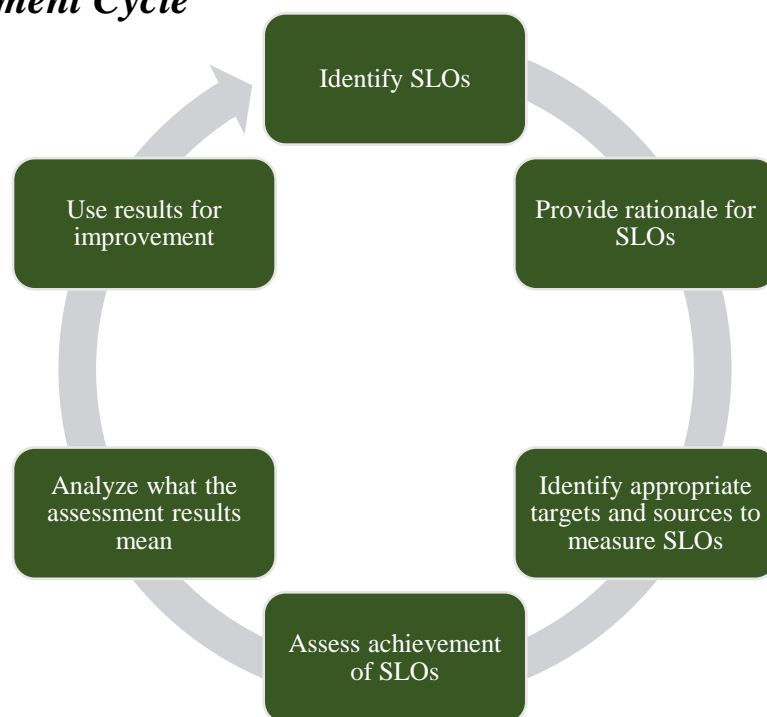 ment Cycle
Identify SLOs
Provide rationale for
SLOs
Identify appropriate
targets and sources to
measure SLOs
Assess achievement
of SLOs
Analyze what the
assessment results
mean
Use results for
improvement